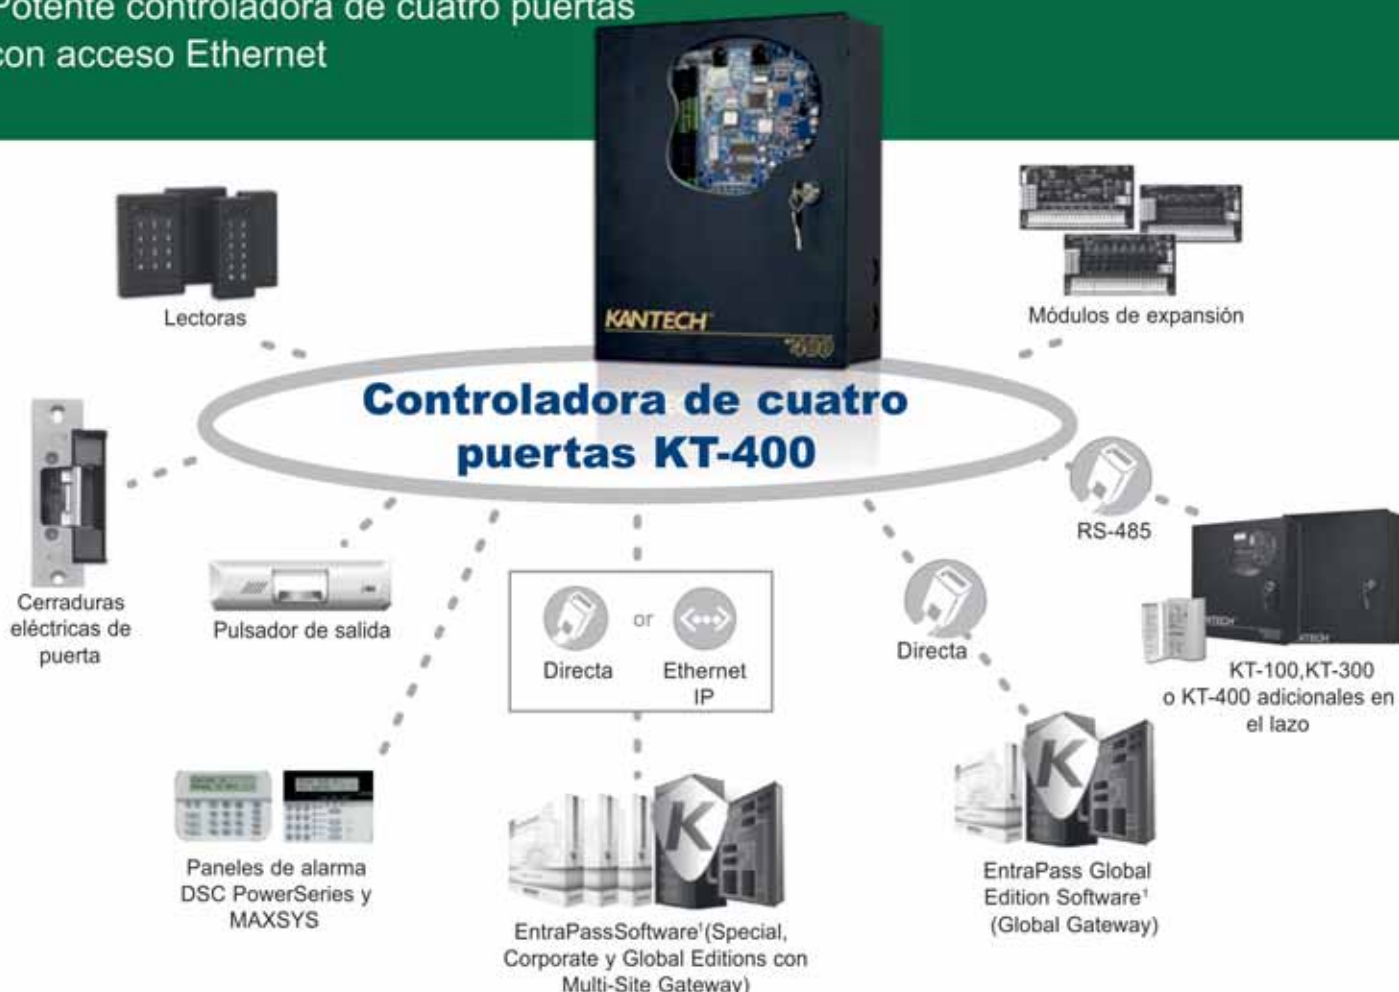 Potente controladora de cuatro puertas
con acceso Ethernet
KANTECH
400
Lectoras
Módulos de expansión
Controladora de cuatro
puertas KT-400
RS-485
Cerraduras
eléctricas de
puerta
Pulsador de salida
Directa
or
Ethernet
IP
Directa
KT-100,KT-300
o KT-400 adicionales en
el lazo
Paneles de alarma
DSC PowerSeries y
MAXSYS
EntraPassSoftware¹(Special,
Corporate y Global Editions con
Multi-Site Gateway)
EntraPass Global
Edition Software¹
(Global Gateway)